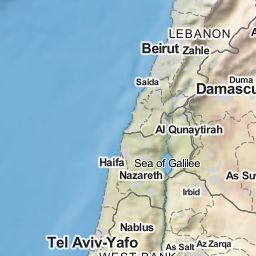 LEBANON
Beirut
Zahle
Saida
Duma
Damascu
Al Qunaytirah
Haifa
Sea of Galilee
Nazareth
As Su
Irbid
Nablus
Tel Aviv-Yafo
As Salt
Az Zarqa
WEST BANK